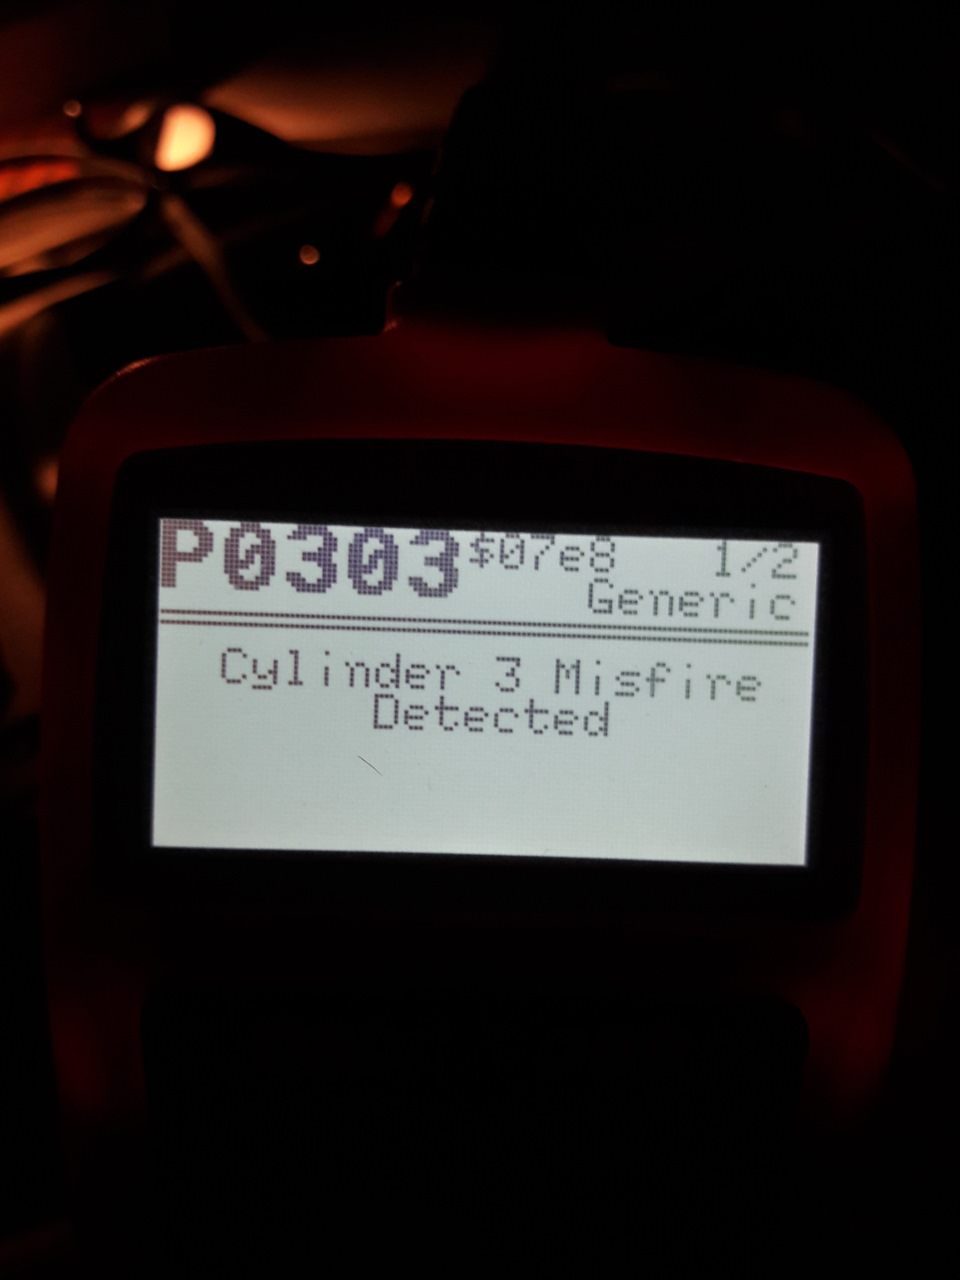 P0303 $07e8 1/2
Generic
Cylinder 3 Misfire
Detected